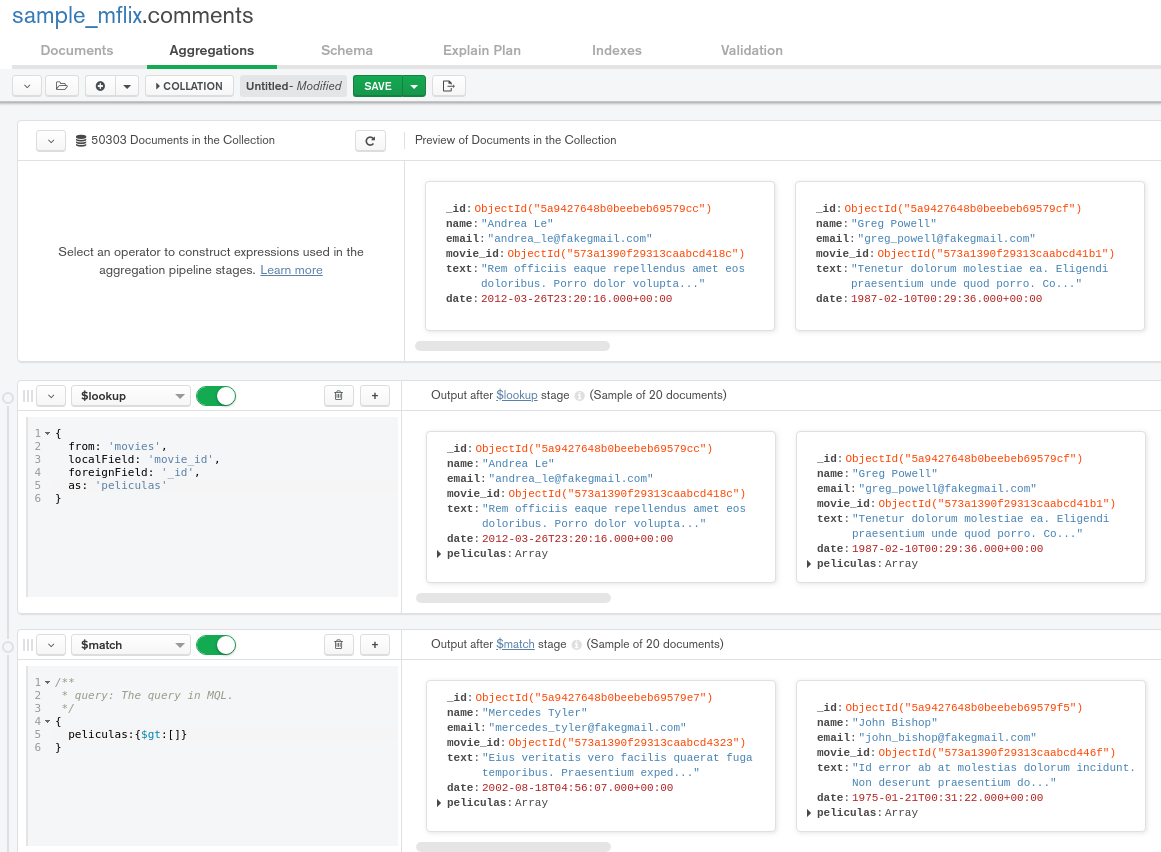 sample_mflix.comments
Documents Aggregations Schema Explain Plan Indexes Validation
COLLATION Untitled- Modified SAVE
50303 Documents in the Collection
Preview of Documents in the Collection
Select an operator to construct expressions used in the
aggregation pipeline stages. Learn more
_id: ObjectId("5a9427648b0beebeb69579cc")
name: "Andrea Le"
email: "andrea_le@fakegmail.com"
movie_id: ObjectId("573a1390f29313caabcd418c")
text: "Rem officiis eaque repellendus amet eos
doloribus. Porro dolor volupta..."
date: 2012-03-26T23:20:16.000+00:00
_id: ObjectId("5a9427648b0beebeb69579cf")
name: "Greg Powell"
email: "greg_powell@fakegmail.com"
movie_id: ObjectId("573a1390f29313caabcd41b1")
text: "Tenetur dolorum molestiae ea. Eligendi
praesentium unde quod porro. Co..."
date: 1987-02-10T00:29:36.000+00:00
$lookup
Output after $lookup stage (Sample of 20 documents)
1 {
2 from: 'movies',
3 localField: 'movie_id',
4 foreignField: '_id',
5 as: 'peliculas'
6 }
_id: ObjectId("5a9427648b0beebeb69579cc")
name: "Andrea Le"
email: "andrea_le@fakegmail.com"
movie_id: ObjectId("573a1390f29313caabcd418c")
text: "Rem officiis eaque repellendus amet eos
doloribus. Porro dolor volupta..."
date: 2012-03-26T23:20:16.000+00:00
peliculas: Array
_id: ObjectId("5a9427648b0beebeb69579cf")
name: "Greg Powell"
email: "greg_powell@fakegmail.com"
movie_id: ObjectId("573a1390f29313caabcd41b1")
text: "Tenetur dolorum molestiae ea. Eligendi
praesentium unde quod porro. Co..."
date: 1987-02-10T00:29:36.000+00:00
peliculas: Array
$match
Output after $match stage (Sample of 20 documents)
1 /**
2 * query: The query in MQL.
3 */
4 {
5 peliculas:{$gt:[]}
6 }
_id: ObjectId("5a9427648b0beebeb69579e7")
name: "Mercedes Tyler"
email: "mercedes_tyler@fakegmail.com"
movie_id: ObjectId("573a1390f29313caabcd4323")
text: "Eius veritatis vero facilis quaerat fuga
temporibus. Praesentium exped..."
date: 2002-08-18T04:56:07.000+00:00
peliculas: Array
_id: ObjectId("5a9427648b0beebeb69579f5")
name: "John Bishop"
email: "john_bishop@fakegmail.com"
movie_id: ObjectId("573a1390f29313caabcd446f")
text: "Id error ab at molestias dolorum incidunt.
Non deserunt praesentium do..."
date: 1975-01-21T00:31:22.000+00:00
peliculas: Array